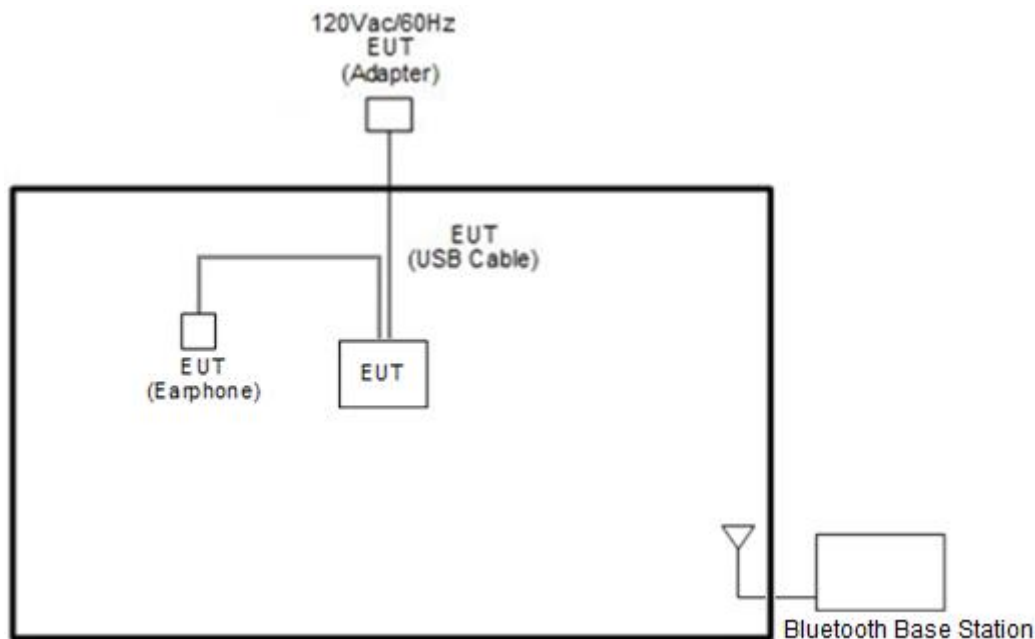 120Vac/60Hz
EUT
(Adapter)
EUT
(USB Cable)
EUT
(Earphone)
EUT
Bluetooth Base Station